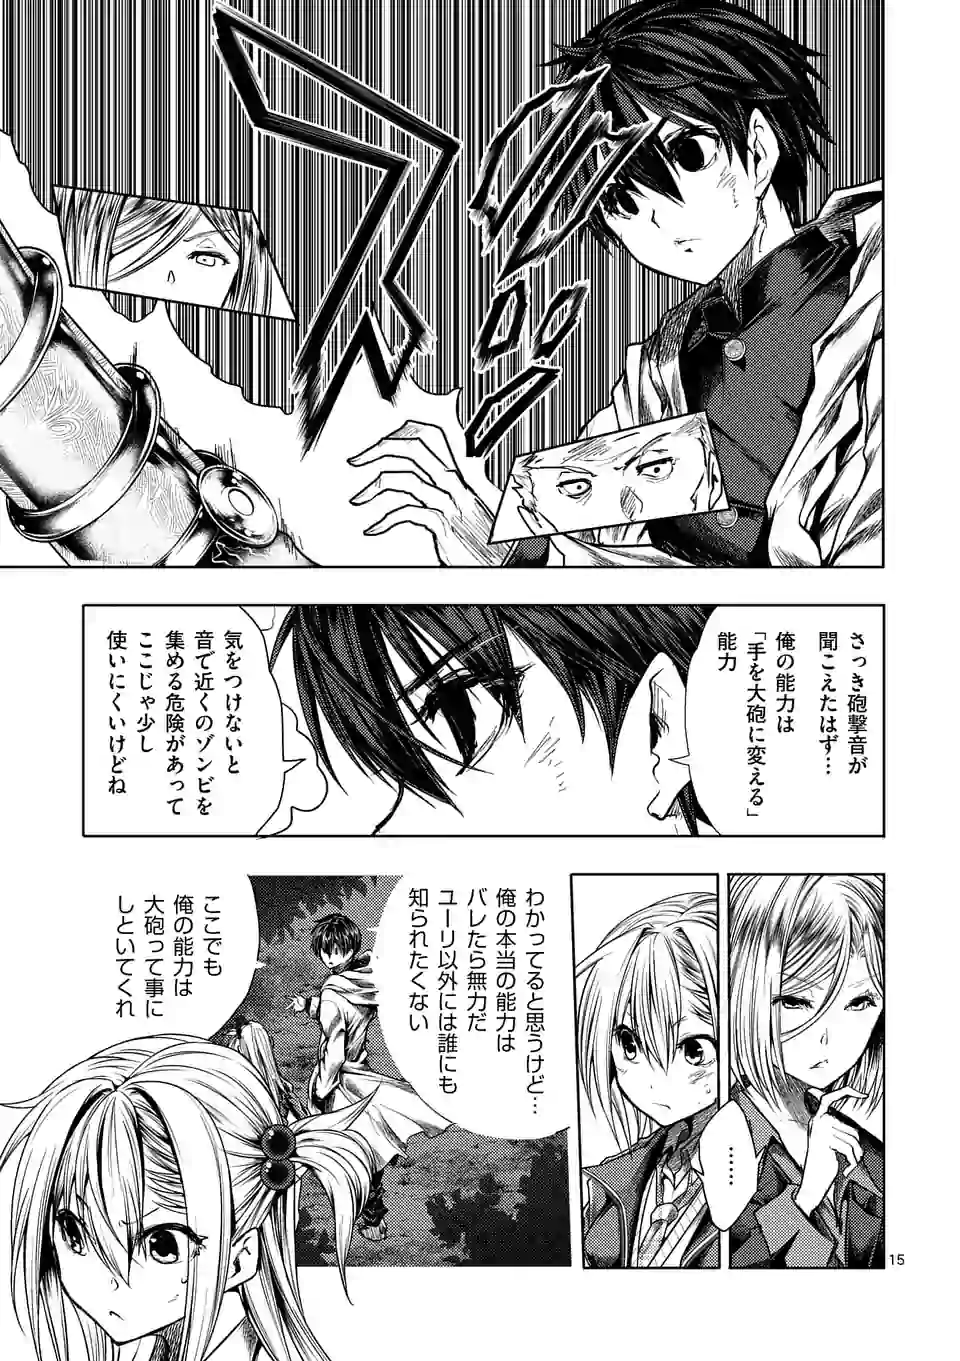 さっき砲撃音が
聞こえたはず…
俺の能力は
「手を大砲に変える」
能力
気をつけないと
音で近くのゾンビを
集める危険があって
ここじゃ少し
使いにくいけどね
……
わかってると思うけど…
俺の本当の能力は
バレたら無力だ
ユーリ以外には誰にも
知られたくない
ここでも
俺の能力は
大砲って事に
しといてくれ
15